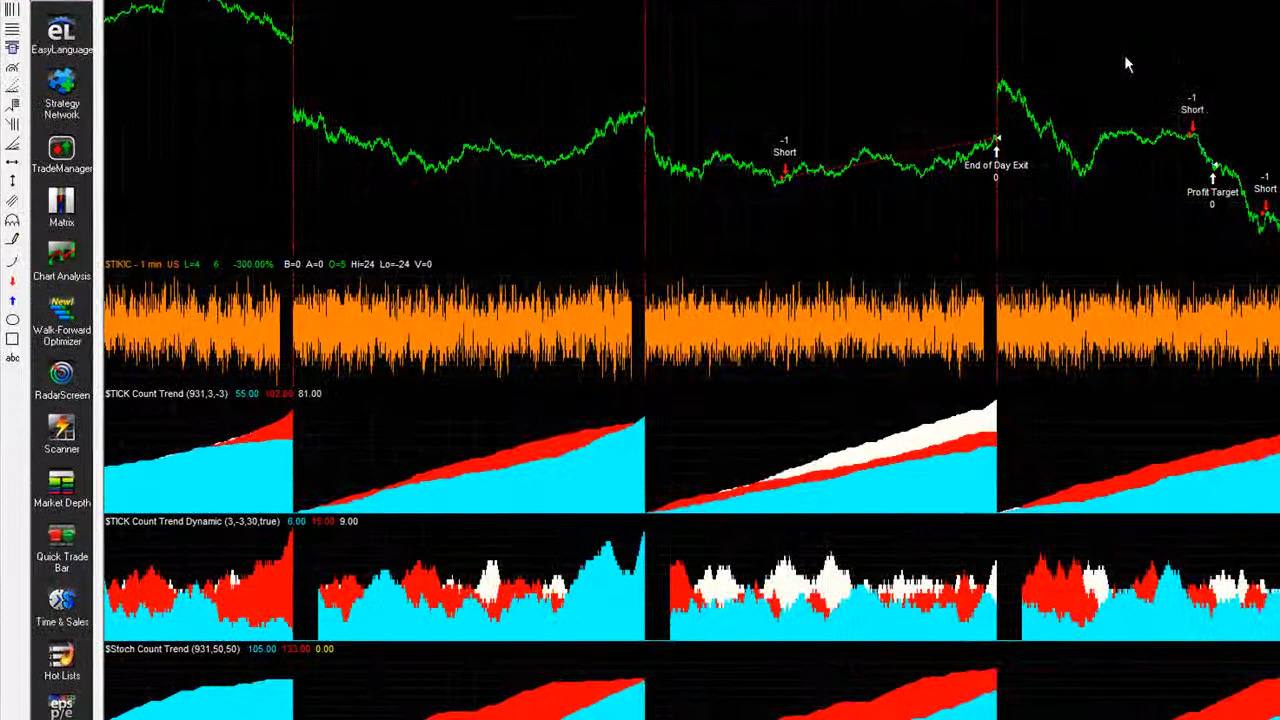 eL
EasyLanguage
Strategy
Network
TradeManager
Matrix
Chart Analysis
New!
Walk-Forward
Optimizer
RadarScreen
Scanner
Market Depth
Quick Trade
Bar
Time & Sales
Hot Lists
eps
p/e
abc
-1
Short
End of Day Exit
0
-1
Short
Profit Target
0
-1
Short
$TIKIC - 1 min US L=4 6 -300.00% B=0 A=0 O=5 Hi=24 Lo=-24 V=0
$TICK Count Trend (931,3,-3) 55.00 102.00 81.00
$TICK Count Trend Dynamic (3,-3,30,true) 6.00 15.00 9.00
$Stoch Count Trend (931,50,50) 105.00 133.00 0.00